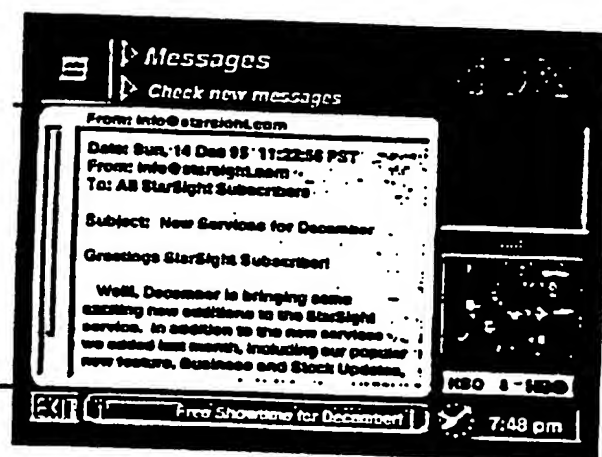 Messages
Check new messages
From: info@starsight.com
Date: Sun, 14 Dec 95 11:22:56 PST
From: info@starsight.com
To: All StarSight Subscribers
Subject: New Services for December
Greetings StarSight Subscriber!
Well, December is bringing some
exciting new additions to the StarSight
service. In addition to the new services
we added last month, including our popular
new feature, Business and Stock Updates,
Free Showtime for December!
7:48 pm